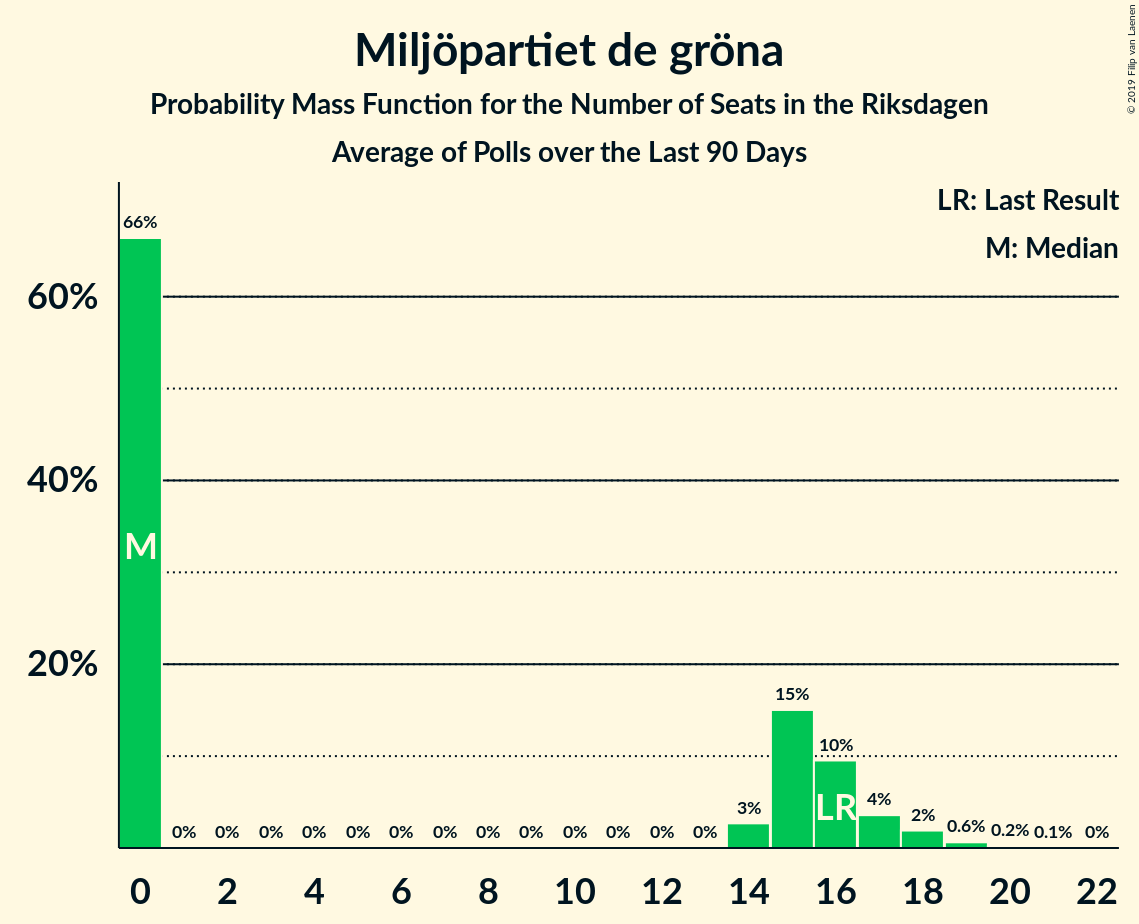 Miljöpartiet de gröna
Probability Mass Function for the Number of Seats in the Riksdagen
Average of Polls over the Last 90 Days
© 2019 Filip van Laenen
LR: Last Result
M: Median
60%
40%
20%
66%
0%
0%
0%
0%
0%
0%
0%
0%
0%
0%
0%
0%
0%
3%
15%
10%
4%
2%
0.6%
0.2%
0.1%
0%
M
LR
0 2 4 6 8 10 12 14 16 18 20 22